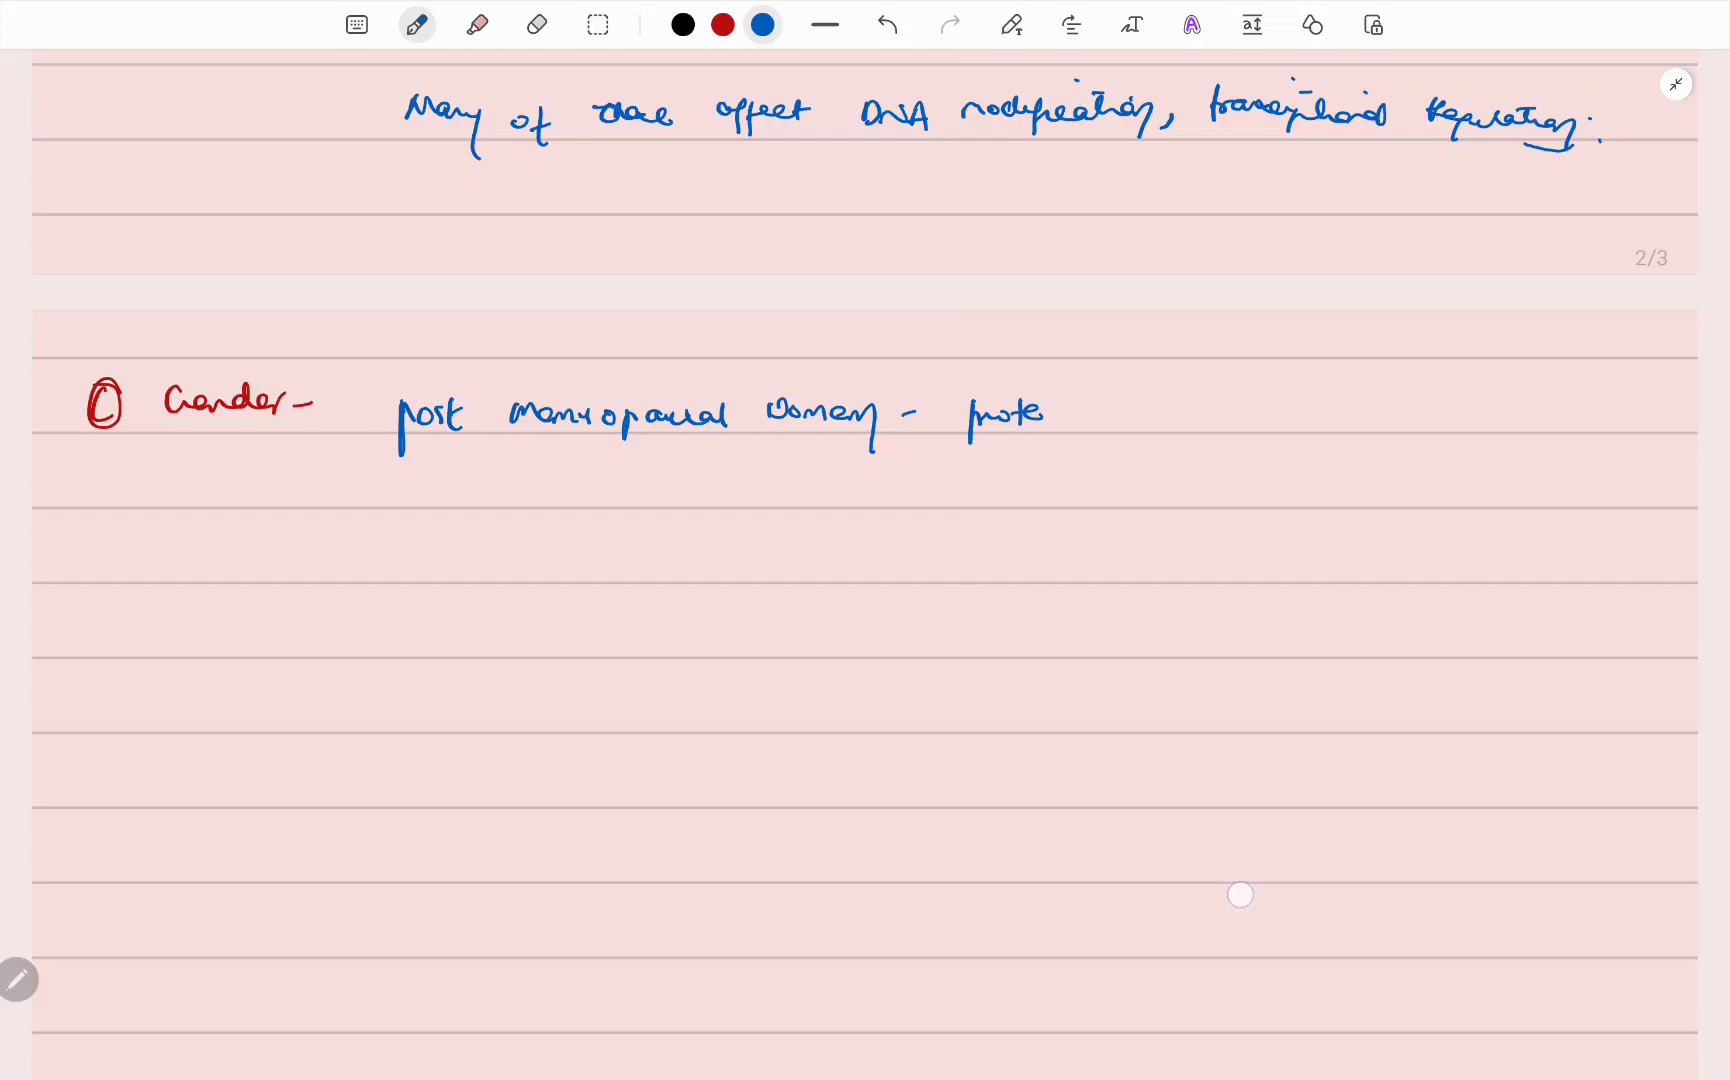 Many of these affect DNA modification, transcriptional regulation.
2/3
C Gender - post menopausal women - prote